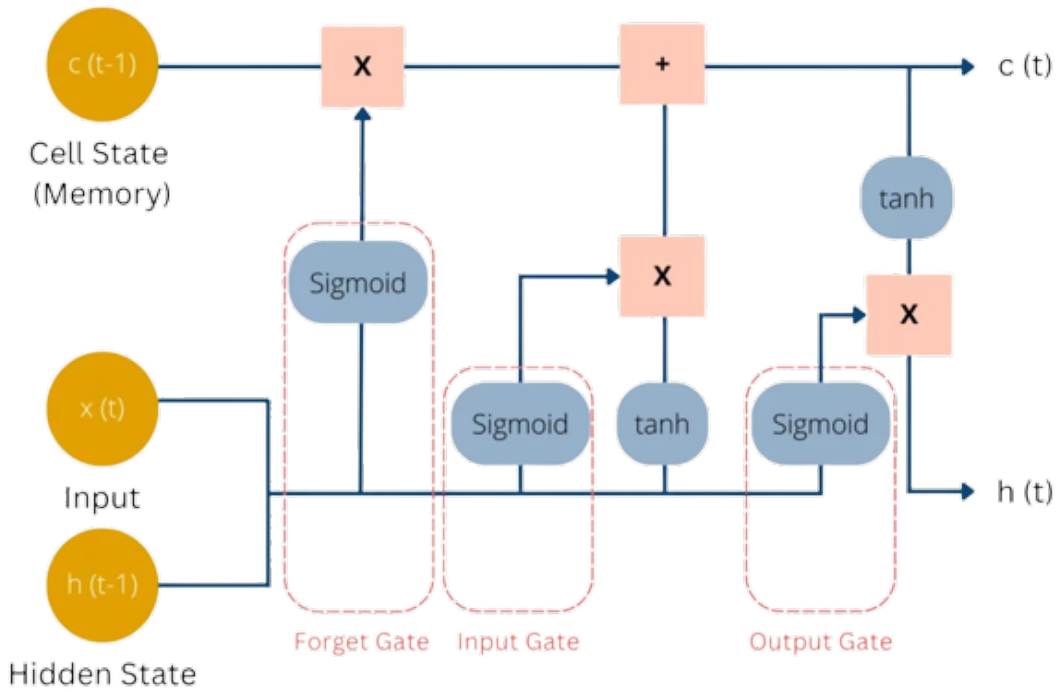 c (t-1)
X
+
c (t)
Cell State
(Memory)
tanh
Sigmoid
X
X
x (t)
Sigmoid
tanh
Sigmoid
Input
h (t)
h (t-1)
Forget Gate
Input Gate
Output Gate
Hidden State